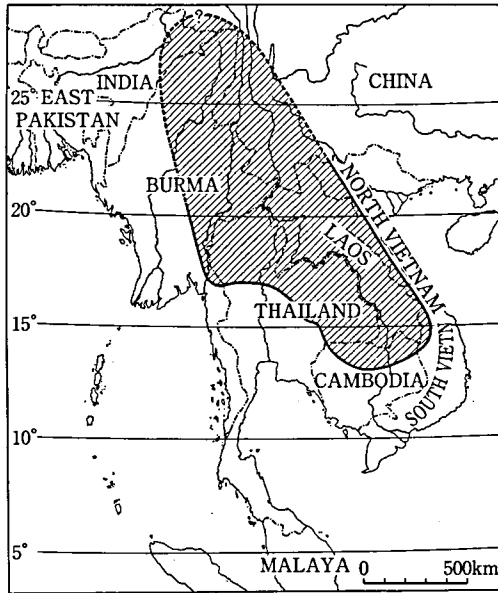 ?
INDIA
CHINA
25°
EAST
PAKISTAN
BURMA
NORTH VIETNAM
20°
LAOS
THAILAND
15°
CAMBODIA
SOUTH VIETN
10°
5°
MALAYA
0 500km